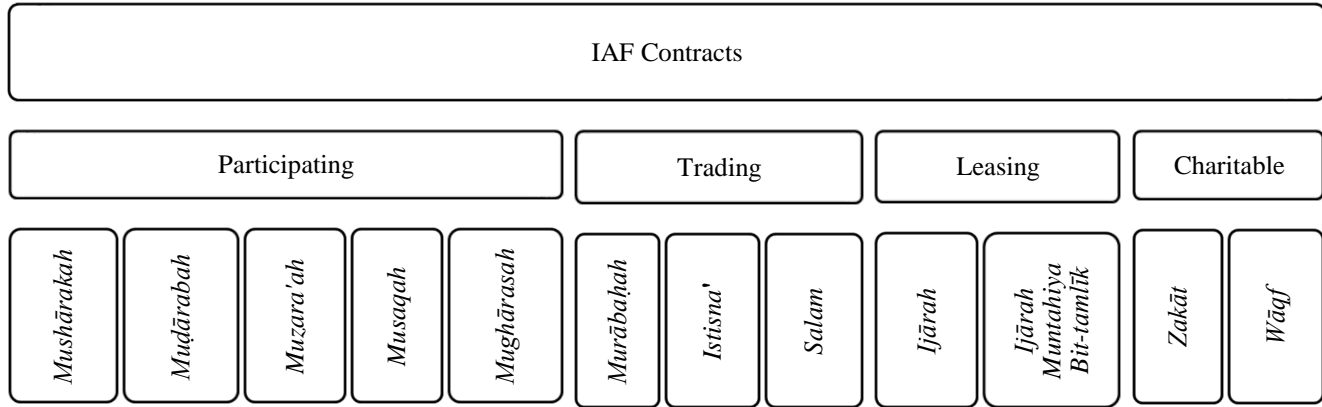 IAF Contracts
Participating
Trading
Leasing
Charitable
Mushārakah
Muḍārabah
Muzara'ah
Musaqah
Mughārasah
Murābaḥah
Istisna'
Salam
Ijārah
Ijārah
Muntahiya
Bit-tamlīk
Zakāt
Wāqf